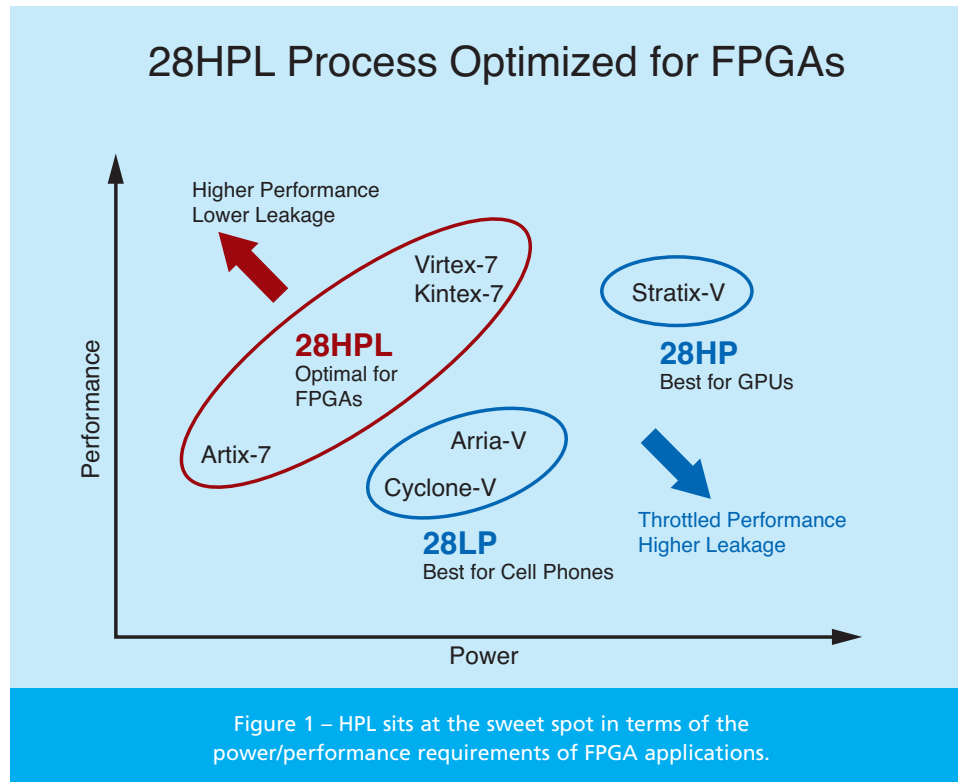 28HPL Process Optimized for FPGAs
Higher Performance
Lower Leakage
Virtex-7
Kintex-7
Stratix-V
28HPL
Optimal for
FPGAs
28HP
Best for GPUs
Artix-7
Arria-V
Cyclone-V
28LP
Best for Cell Phones
Throttled Performance
Higher Leakage
Performance
Power
Figure 1 – HPL sits at the sweet spot in terms of the
power/performance requirements of FPGA applications.